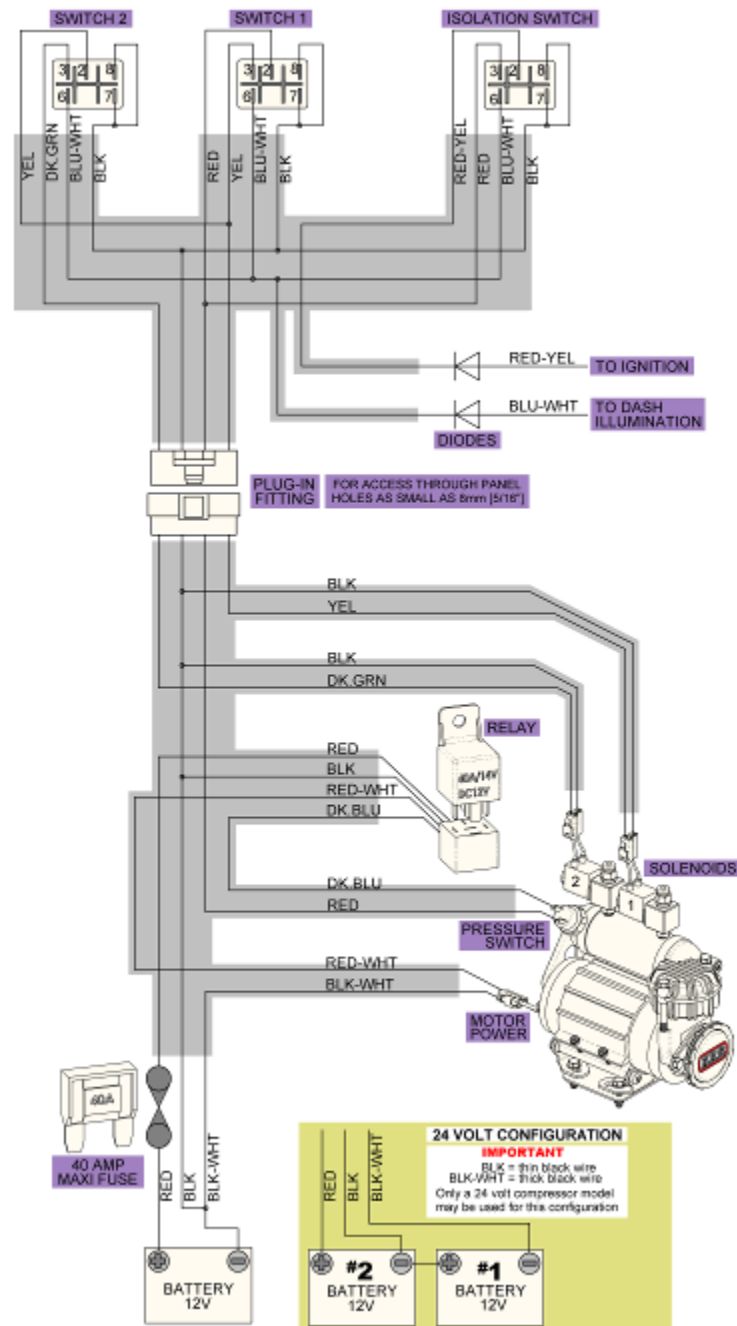 SWITCH 2
SWITCH 1
ISOLATION SWITCH
3 2 8
6 7
3 2 8
6 7
3 2 8
6 7
YEL
DK.GRN
BLU-WHT
BLK
RED
YEL
BLU-WHT
BLK
RED-YEL
RED
BLU-WHT
BLK
RED-YEL
TO IGNITION
BLU-WHT
TO DASH
ILLUMINATION
DIODES
PLUG-IN
FITTING
FOR ACCESS THROUGH PANEL
HOLES AS SMALL AS 8mm [5/16"]
BLK
YEL
BLK
DK.GRN
RELAY
RED
BLK
RED-WHT
DK.BLU
40A/14V
DC12V
SOLENOIDS
2
1
DK.BLU
RED
PRESSURE
SWITCH
RED-WHT
BLK-WHT
MOTOR
POWER
40A
40 AMP
MAXI FUSE
RED
BLK
BLK-WHT
BATTERY
12V
24 VOLT CONFIGURATION
IMPORTANT
BLK = thin black wire
BLK-WHT = thick black wire
Only a 24 volt compressor model
may be used for this configuration
RED
BLK
BLK-WHT
#2
BATTERY
12V
#1
BATTERY
12V